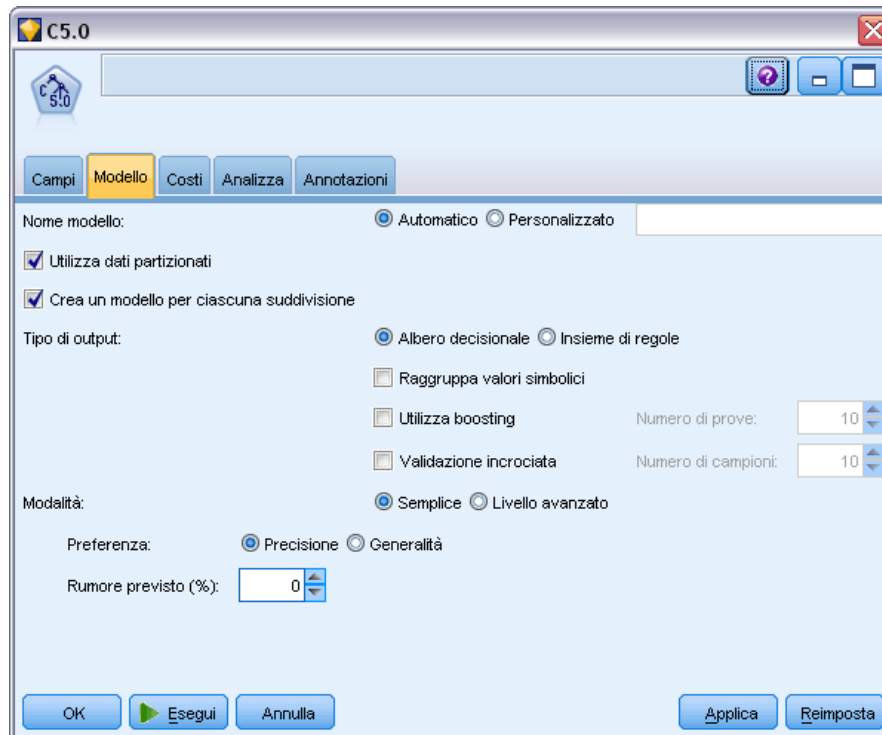 C5.0
C 5.0
?
Campi Modello Costi Analizza Annotazioni
Nome modello: Automatico Personalizzato
Utilizza dati partizionati
Crea un modello per ciascuna suddivisione
Tipo di output: Albero decisionale Insieme di regole
Raggruppa valori simbolici
Utilizza boosting Numero di prove: 10
Validazione incrociata Numero di campioni: 10
Modalità: Semplice Livello avanzato
Preferenza: Precisione Generalità
Rumore previsto (%): 0
OK Esegui Annulla Applica Reimposta